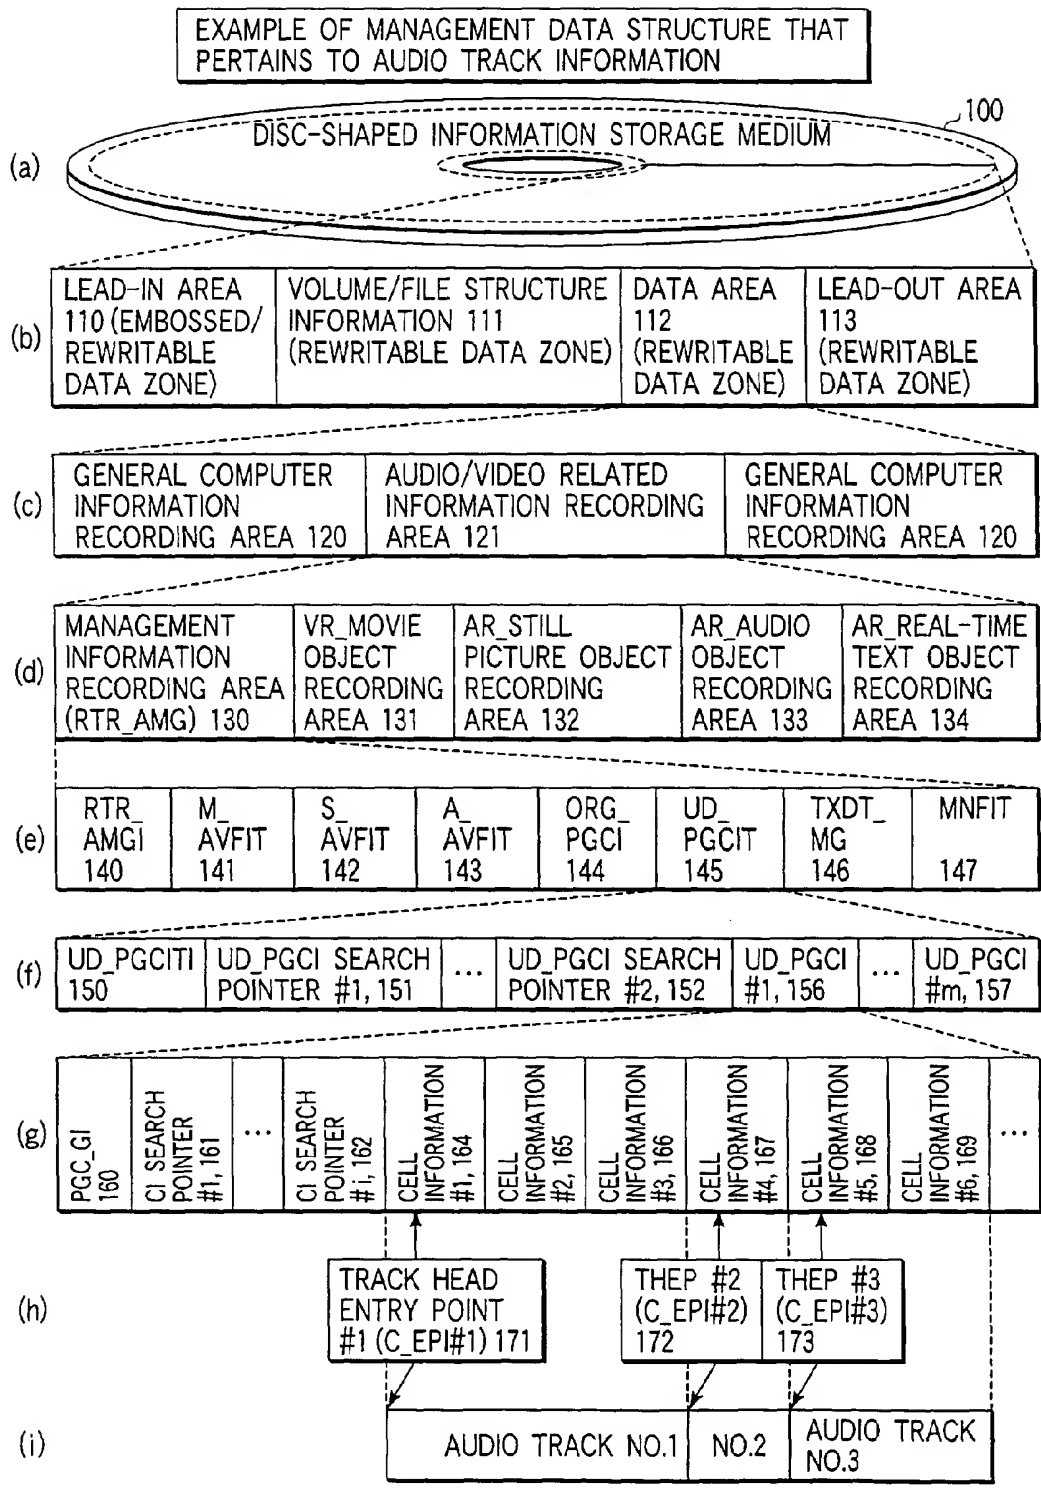 EXAMPLE OF MANAGEMENT DATA STRUCTURE THAT
PERTAINS TO AUDIO TRACK INFORMATION
100
DISC-SHAPED INFORMATION STORAGE MEDIUM
(a)
(b)
LEAD-IN AREA
110 (EMBOSSED/
REWRITABLE
DATA ZONE)
VOLUME/FILE STRUCTURE
INFORMATION 111
(REWRITABLE DATA ZONE)
DATA AREA
112
(REWRITABLE
DATA ZONE)
LEAD-OUT AREA
113
(REWRITABLE
DATA ZONE)
(c)
GENERAL COMPUTER
INFORMATION
RECORDING AREA 120
AUDIO/VIDEO RELATED
INFORMATION RECORDING
AREA 121
GENERAL COMPUTER
INFORMATION
RECORDING AREA 120
(d)
MANAGEMENT
INFORMATION
RECORDING AREA
(RTR_AMG) 130
VR_MOVIE
OBJECT
RECORDING
AREA 131
AR_STILL
PICTURE OBJECT
RECORDING
AREA 132
AR_AUDIO
OBJECT
RECORDING
AREA 133
AR_REAL-TIME
TEXT OBJECT
RECORDING
AREA 134
(e)
RTR_
AMGI
140
M_
AVFIT
141
S_
AVFIT
142
A_
AVFIT
143
ORG_
PGCI
144
UD_
PGCIT
145
TXDT_
MG
146
MNFIT
147
(f)
UD_PGCITI
150
UD_PGCI SEARCH
POINTER #1, 151
...
UD_PGCI SEARCH
POINTER #2, 152
UD_PGCI
#1, 156
...
UD_PGCI
#m, 157
(g)
PGC_GI
160
CI SEARCH
POINTER
#1, 161
...
CI SEARCH
POINTER
#i, 162
CELL
INFORMATION
#1, 164
CELL
INFORMATION
#2, 165
CELL
INFORMATION
#3, 166
CELL
INFORMATION
#4, 167
CELL
INFORMATION
#5, 168
CELL
INFORMATION
#6, 169
...
(h)
TRACK HEAD
ENTRY POINT
#1 (C_EPI#1) 171
THEP #2
(C_EPI#2)
172
THEP #3
(C_EPI#3)
173
(i)
AUDIO TRACK NO.1
NO.2
AUDIO TRACK
NO.3